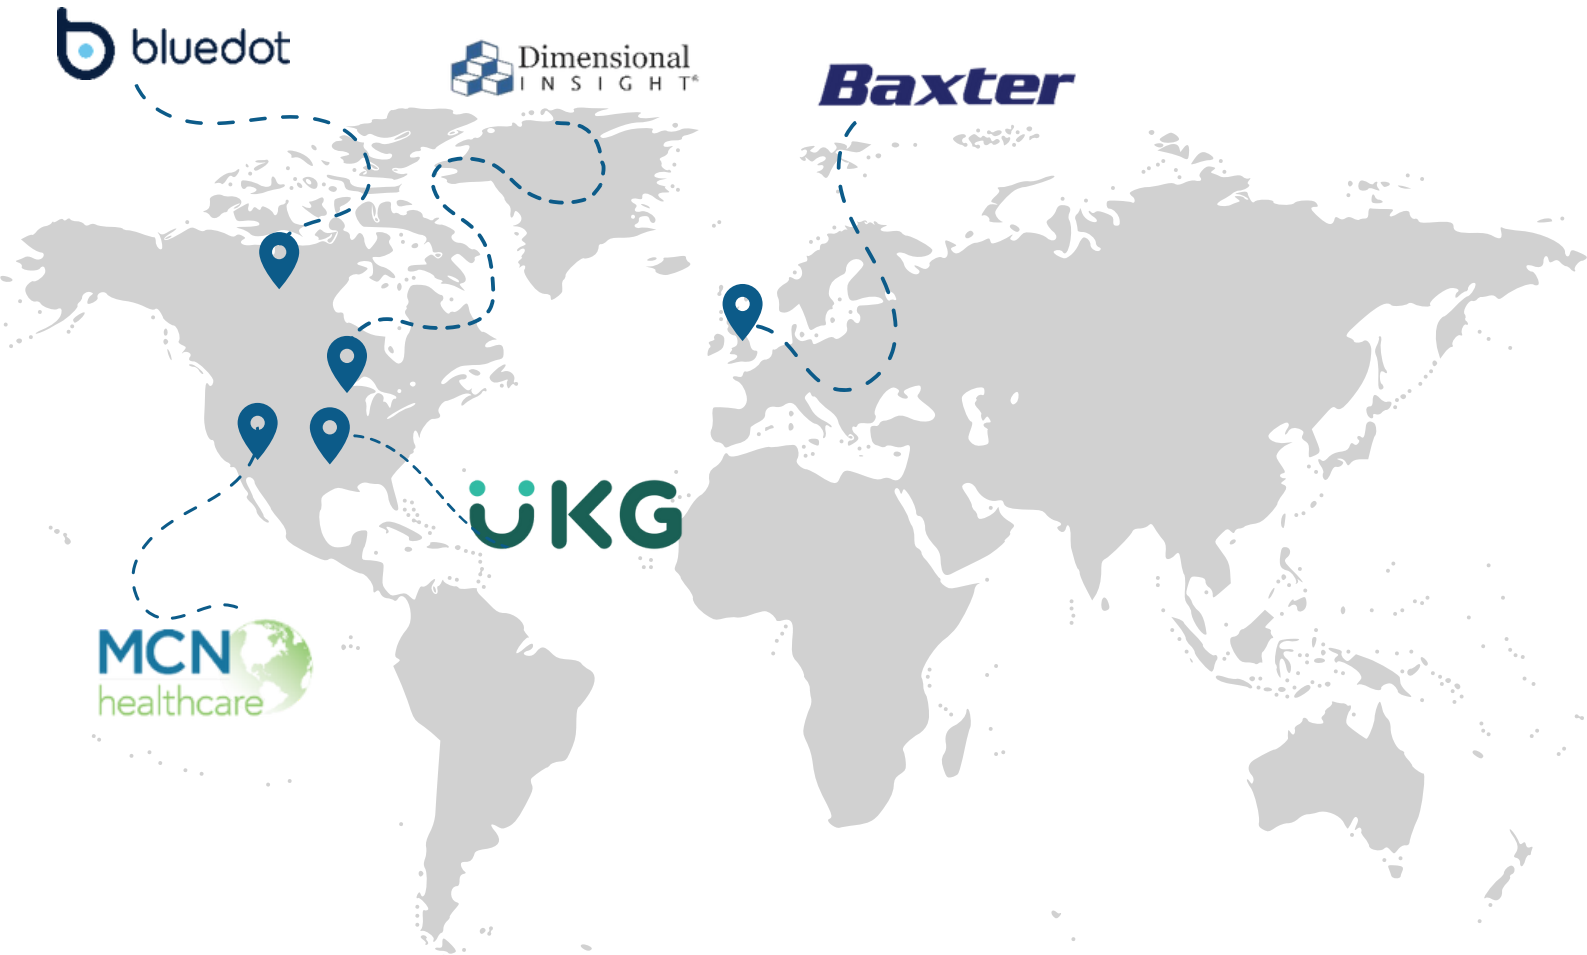 bluedot
Dimensional
INSIGHT®
Baxter
UKG
MCN
healthcare